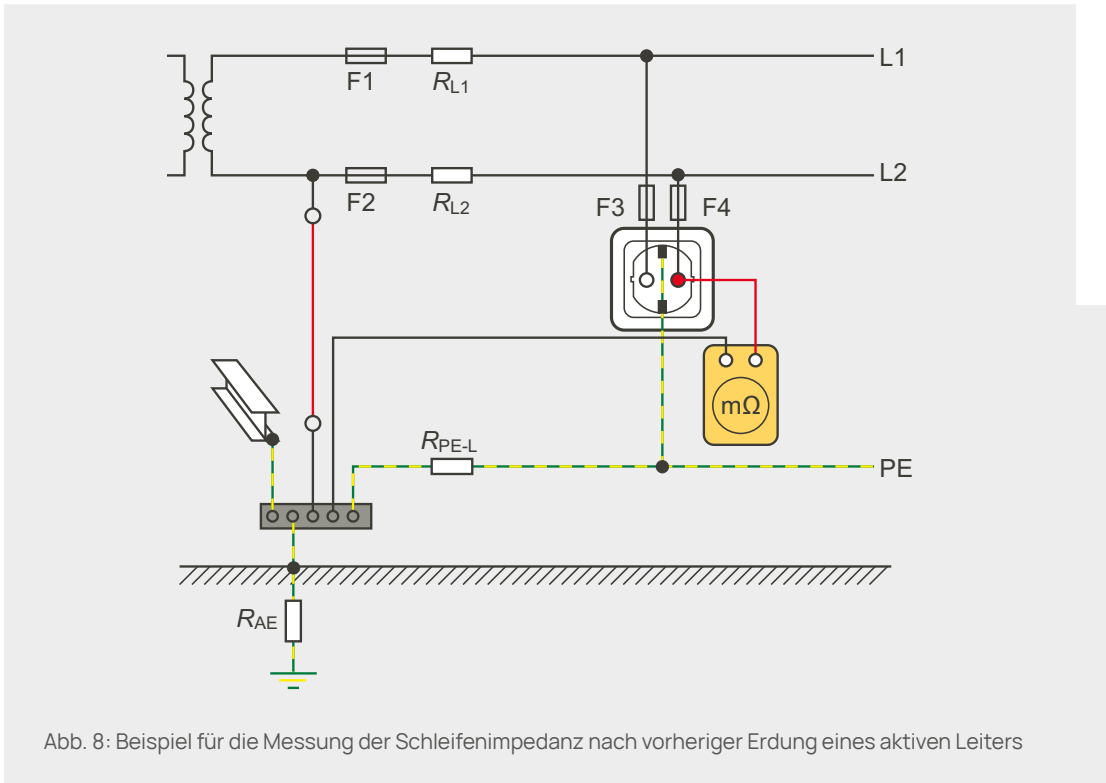 L1
F1
RL1
L2
F2
RL2
F3
F4
mΩ
RPE-L
PE
RAE
Abb. 8: Beispiel für die Messung der Schleifenimpedanz nach vorheriger Erdung eines aktiven Leiters